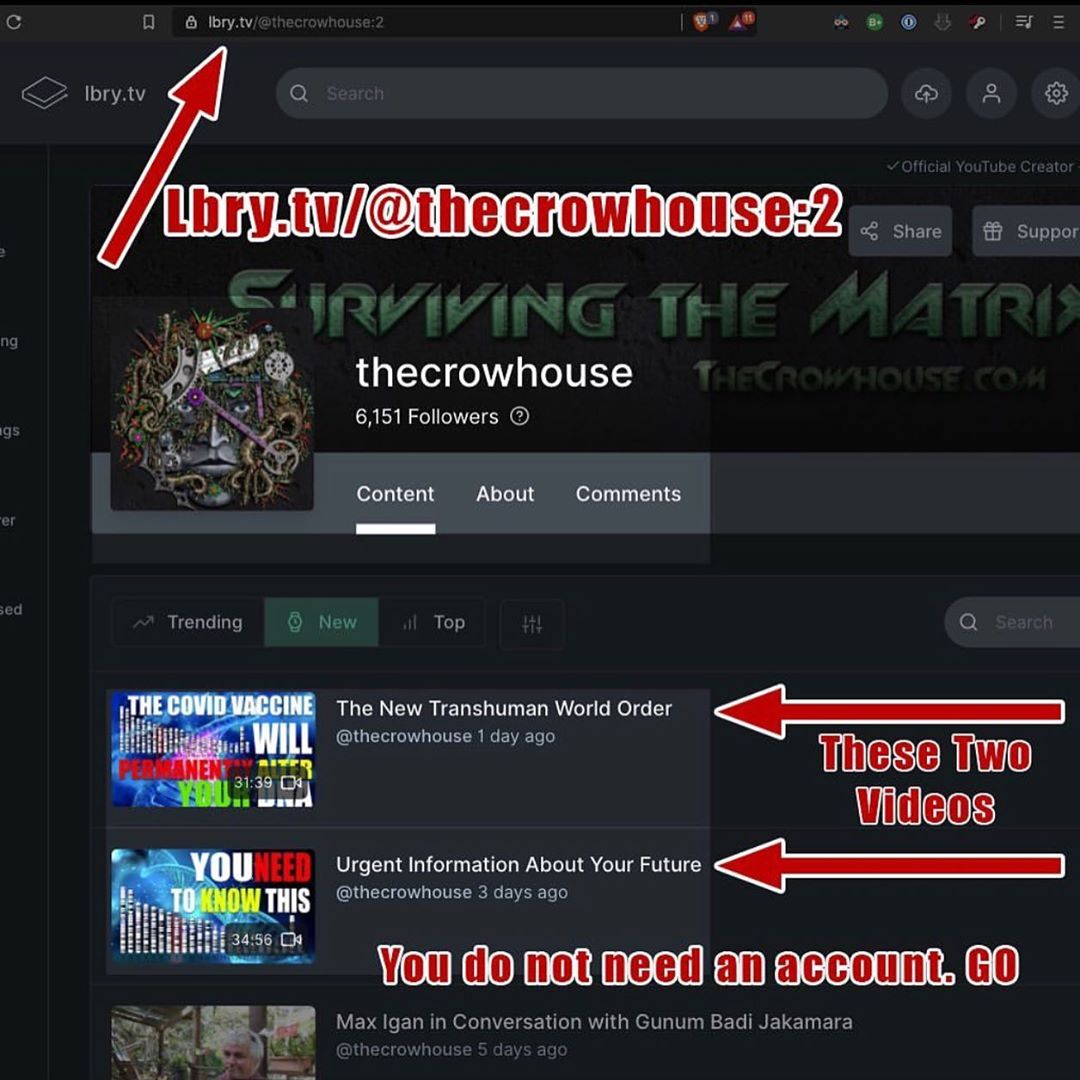 lbry.tv/@thecrowhouse:2
1
11
B+
lbry.tv
Search
Official YouTube Creator
Lbry.tv/@thecrowhouse:2
Share
Suppor
SURVIVING THE MATRIX
THECROWHOUSE.COM
thecrowhouse
6,151 Followers
e
ng
gs
er
sed
Content
About
Comments
Trending
New
Top
Search
THE COVID VACCINE
WILL
PERMANENTLY ALTER
YOUR DNA
31:39
The New Transhuman World Order
@thecrowhouse 1 day ago
These Two
Videos
YOU NEED
TO KNOW THIS
34:56
Urgent Information About Your Future
@thecrowhouse 3 days ago
You do not need an account. GO
Max Igan in Conversation with Gunum Badi Jakamara
@thecrowhouse 5 days ago